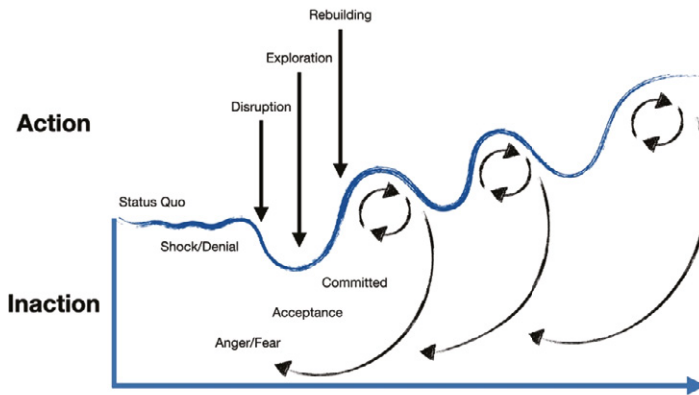 Rebuilding
Exploration
Disruption
Action
Status Quo
Shock/Denial
Committed
Inaction
Acceptance
Anger/Fear